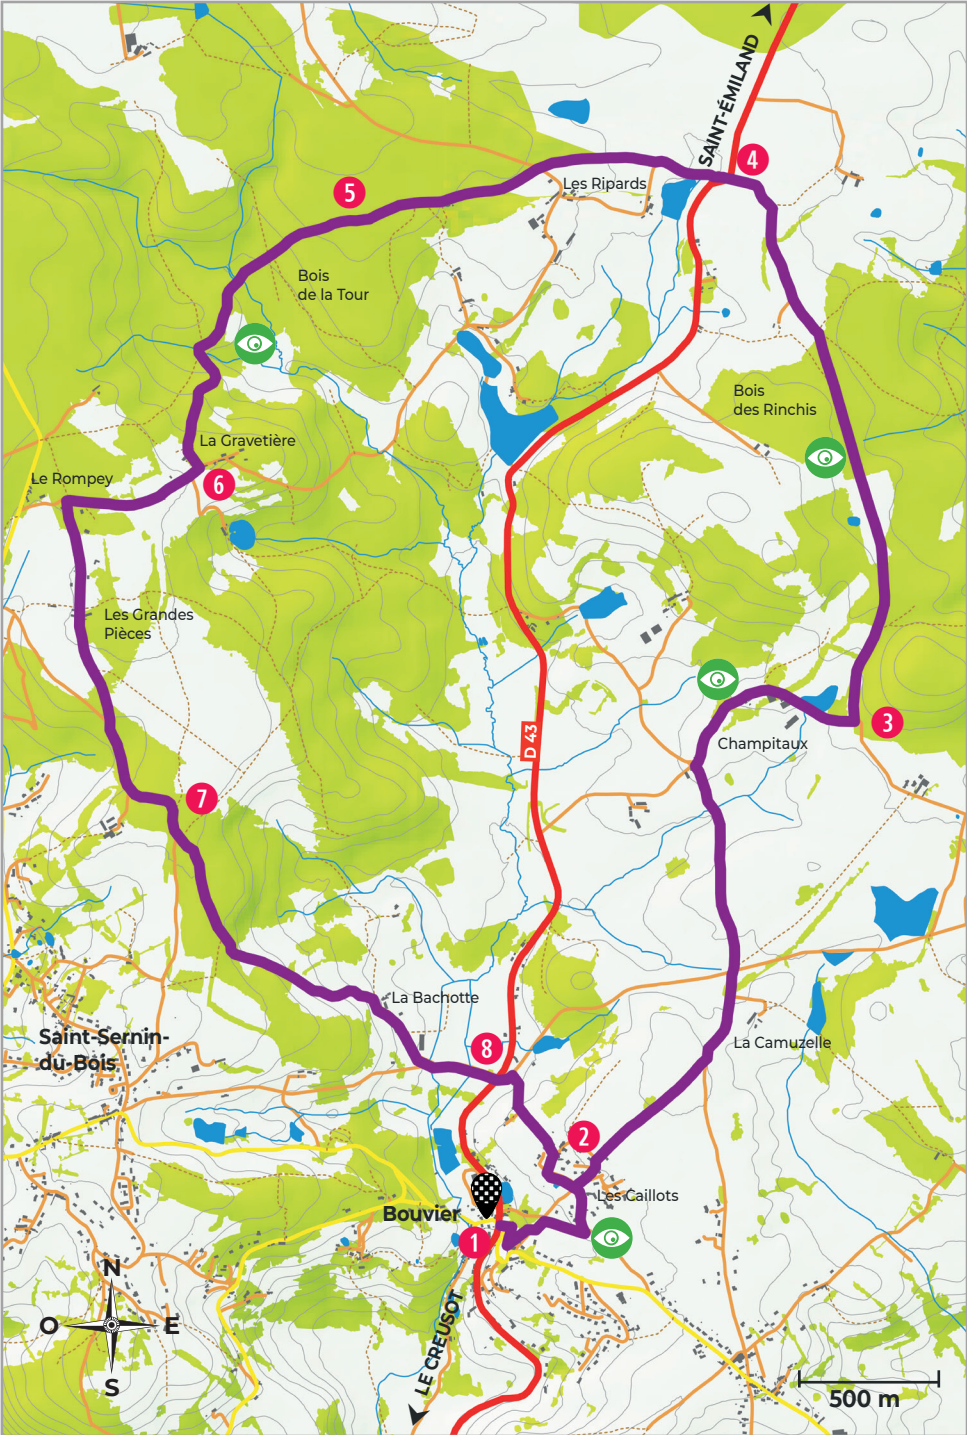 SAINT-ÉMILAND
4
Les Ripards
5
Bois
de la Tour
Bois
des Rinchis
La Gravetière
Le Rompey
6
Les Grandes
Pièces
3
D 43
Champitaux
7
La Bachotte
Saint-Sernin-
du-Bois
8
La Camuzelle
2
Les Caillots
Bouvier
1
N
O
E
S
LE CREUSOT
500 m